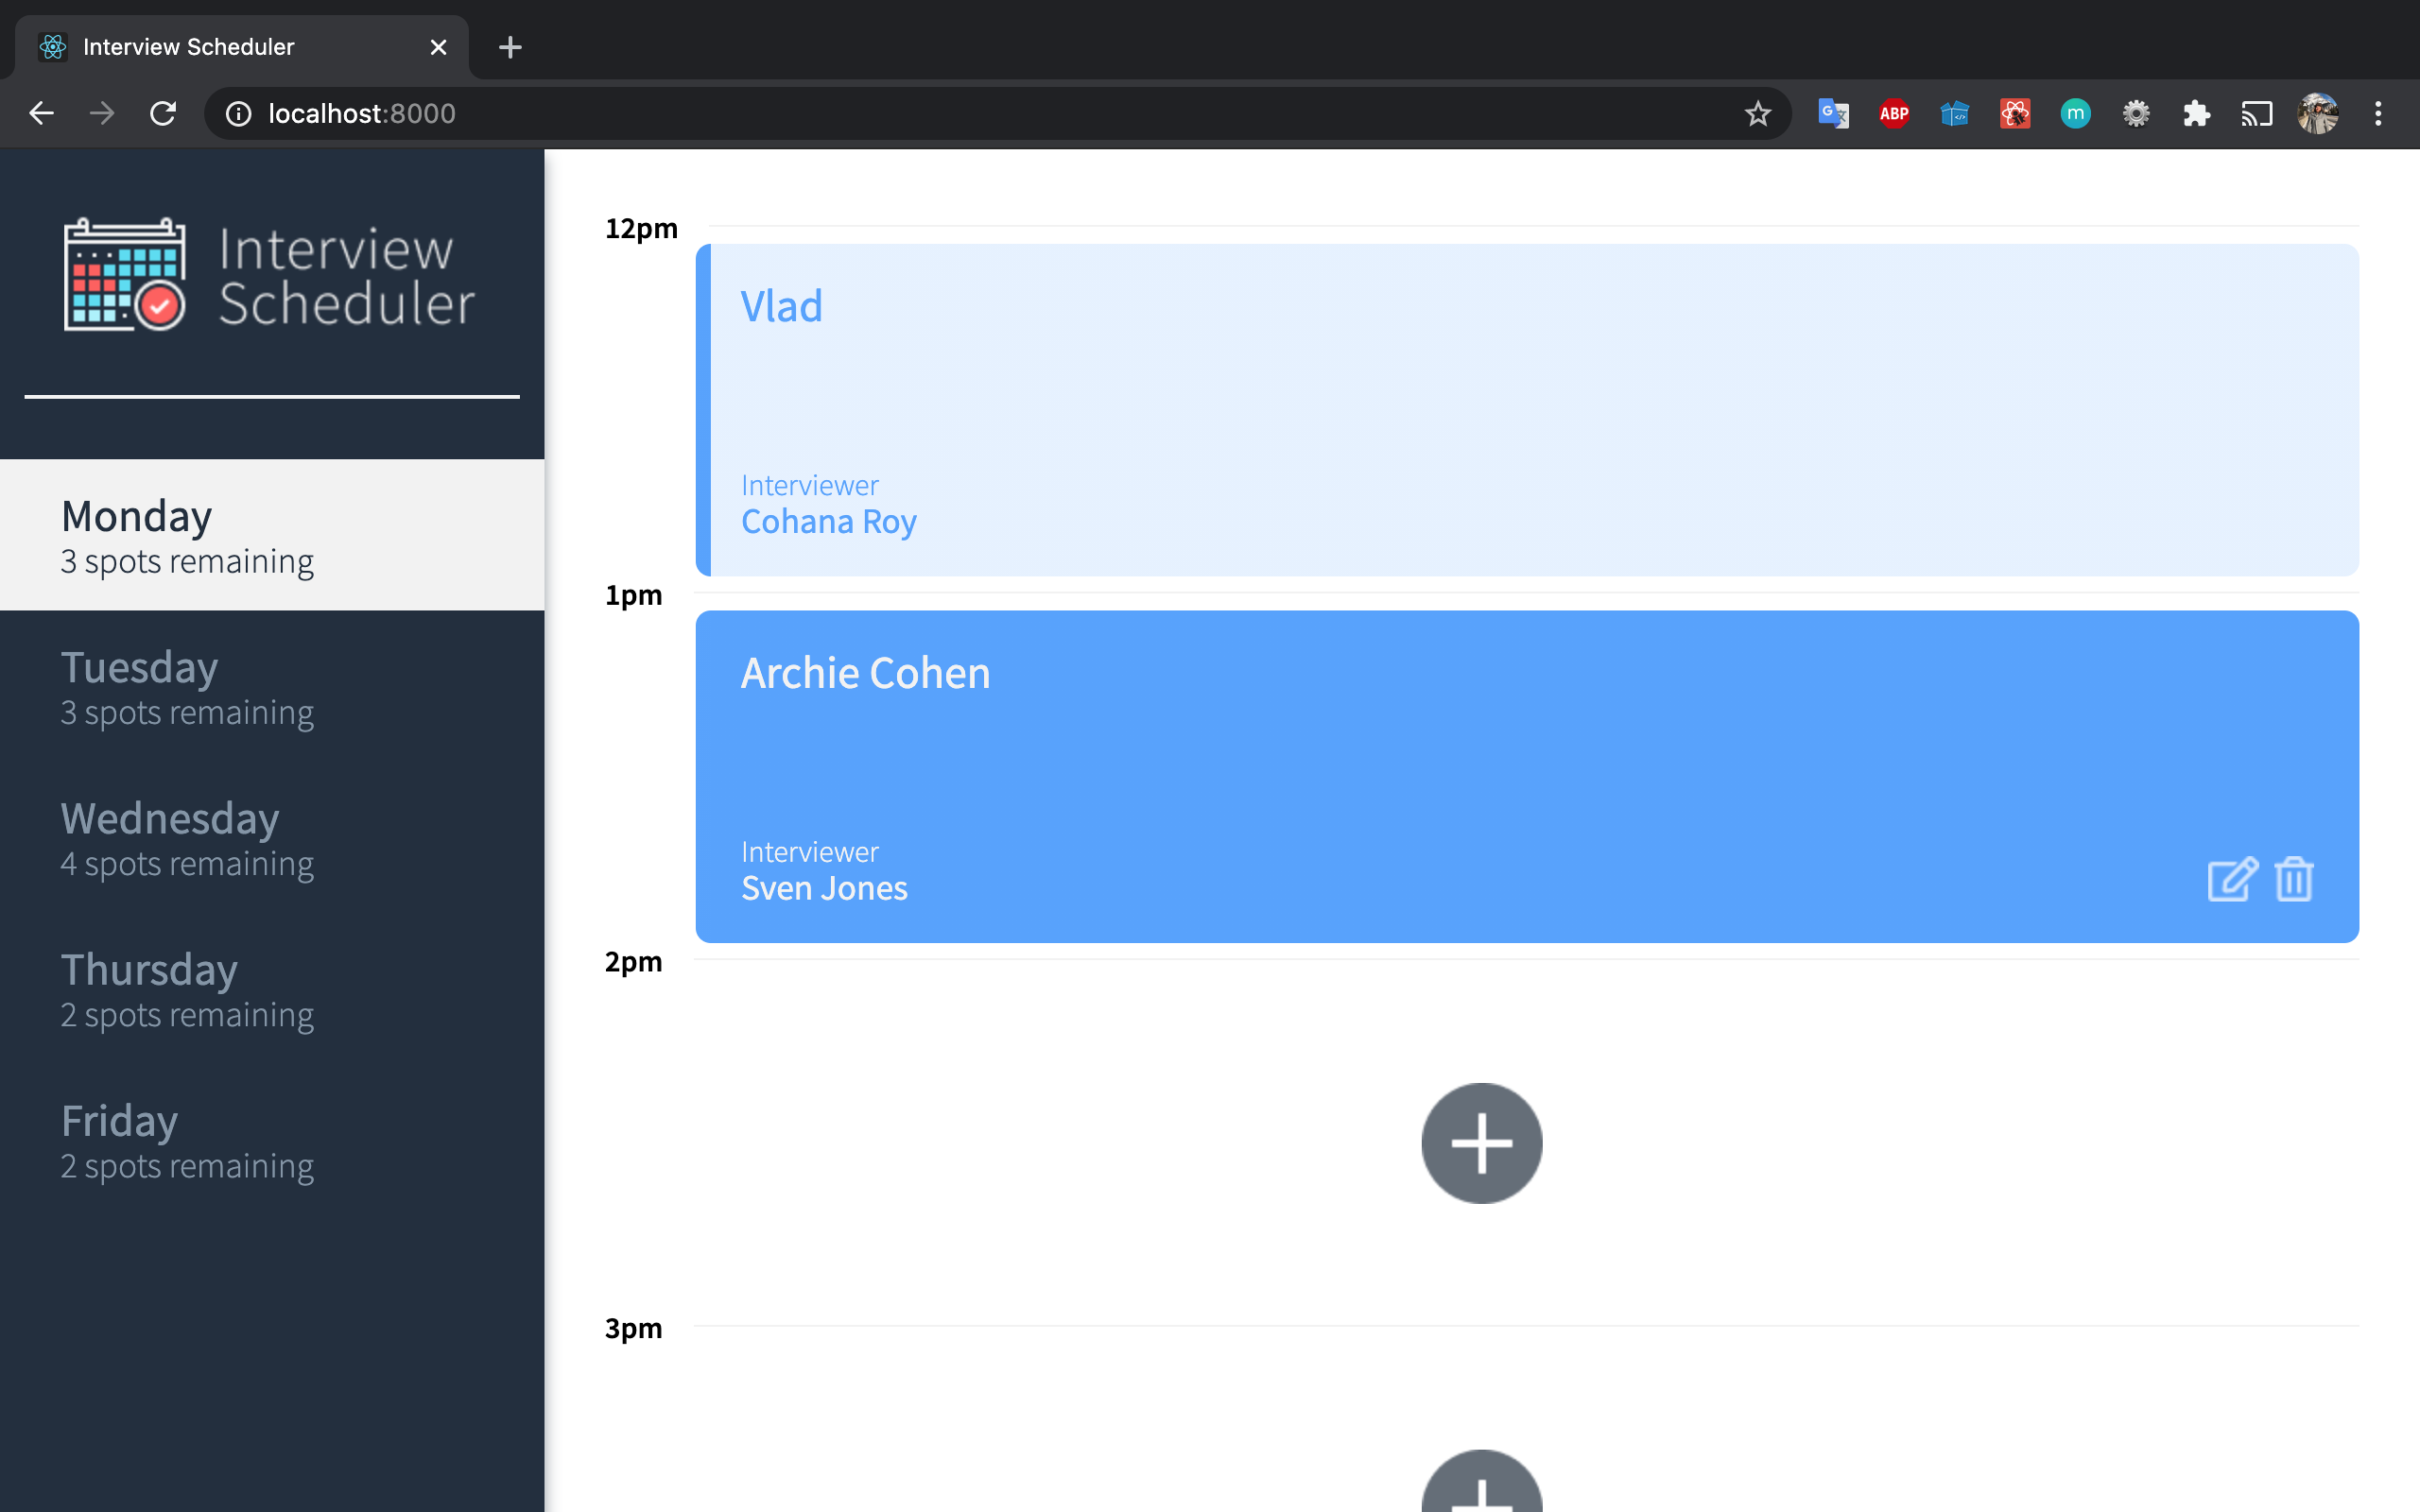 Interview Scheduler
localhost:8000
ABP
m
Interview
Scheduler
Monday
3 spots remaining
Tuesday
3 spots remaining
Wednesday
4 spots remaining
Thursday
2 spots remaining
Friday
2 spots remaining
12pm
Vlad
Interviewer
Cohana Roy
1pm
Archie Cohen
Interviewer
Sven Jones
2pm
3pm